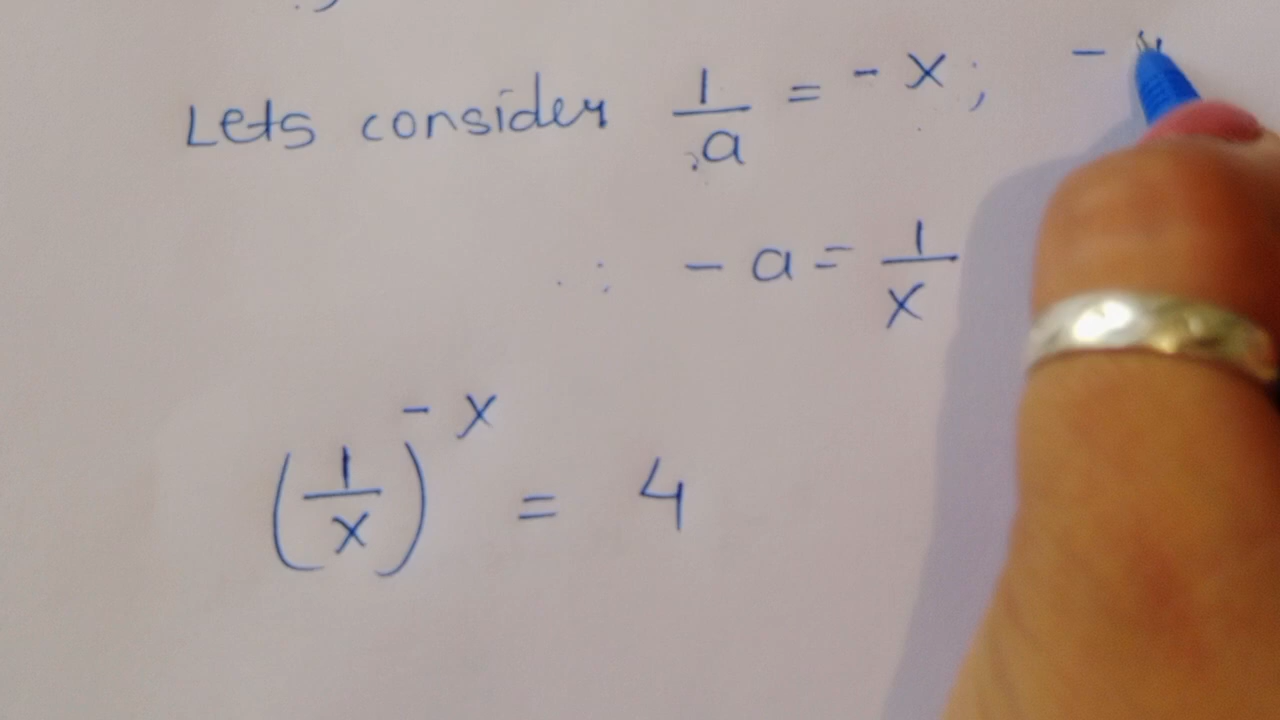 Lets consider 1/a = - x; -
∴ - a = 1/x
(1/x)^- x = 4